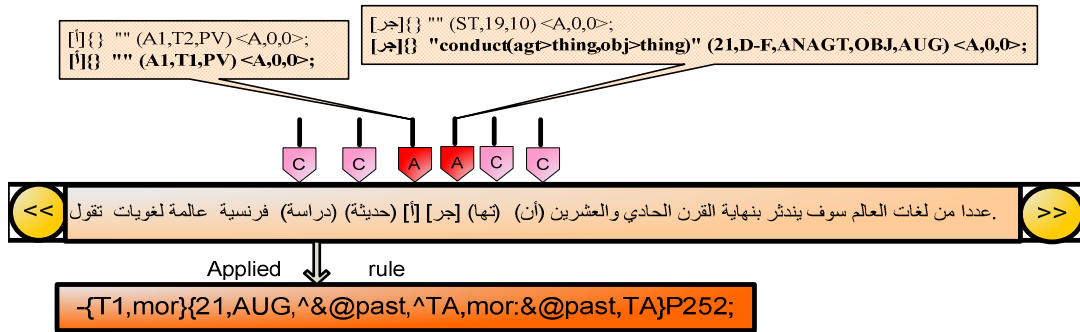 [أ]{} "" (A1,T2,PV) <A,0,0>;
[أ]{} "" (A1,T1,PV) <A,0,0>;
[جر]{} "" (ST,19,10) <A,0,0>;
[جر]{} "conduct(agt>thing,obj>thing)" (21,D-F,ANAGT,OBJ,AUG) <A,0,0>;
C C A A C C
<< .عددا من لغات العالم سوف يندثر بنهاية القرن الحادي والعشرين (أن) (تها) [جر] [أ] (حديثة) (دراسة) فرنسية عالمة لغويات تقول >>
Applied rule
-{T1,mor}{21,AUG,^&@past,^TA,mor:&@past,TA}P252;